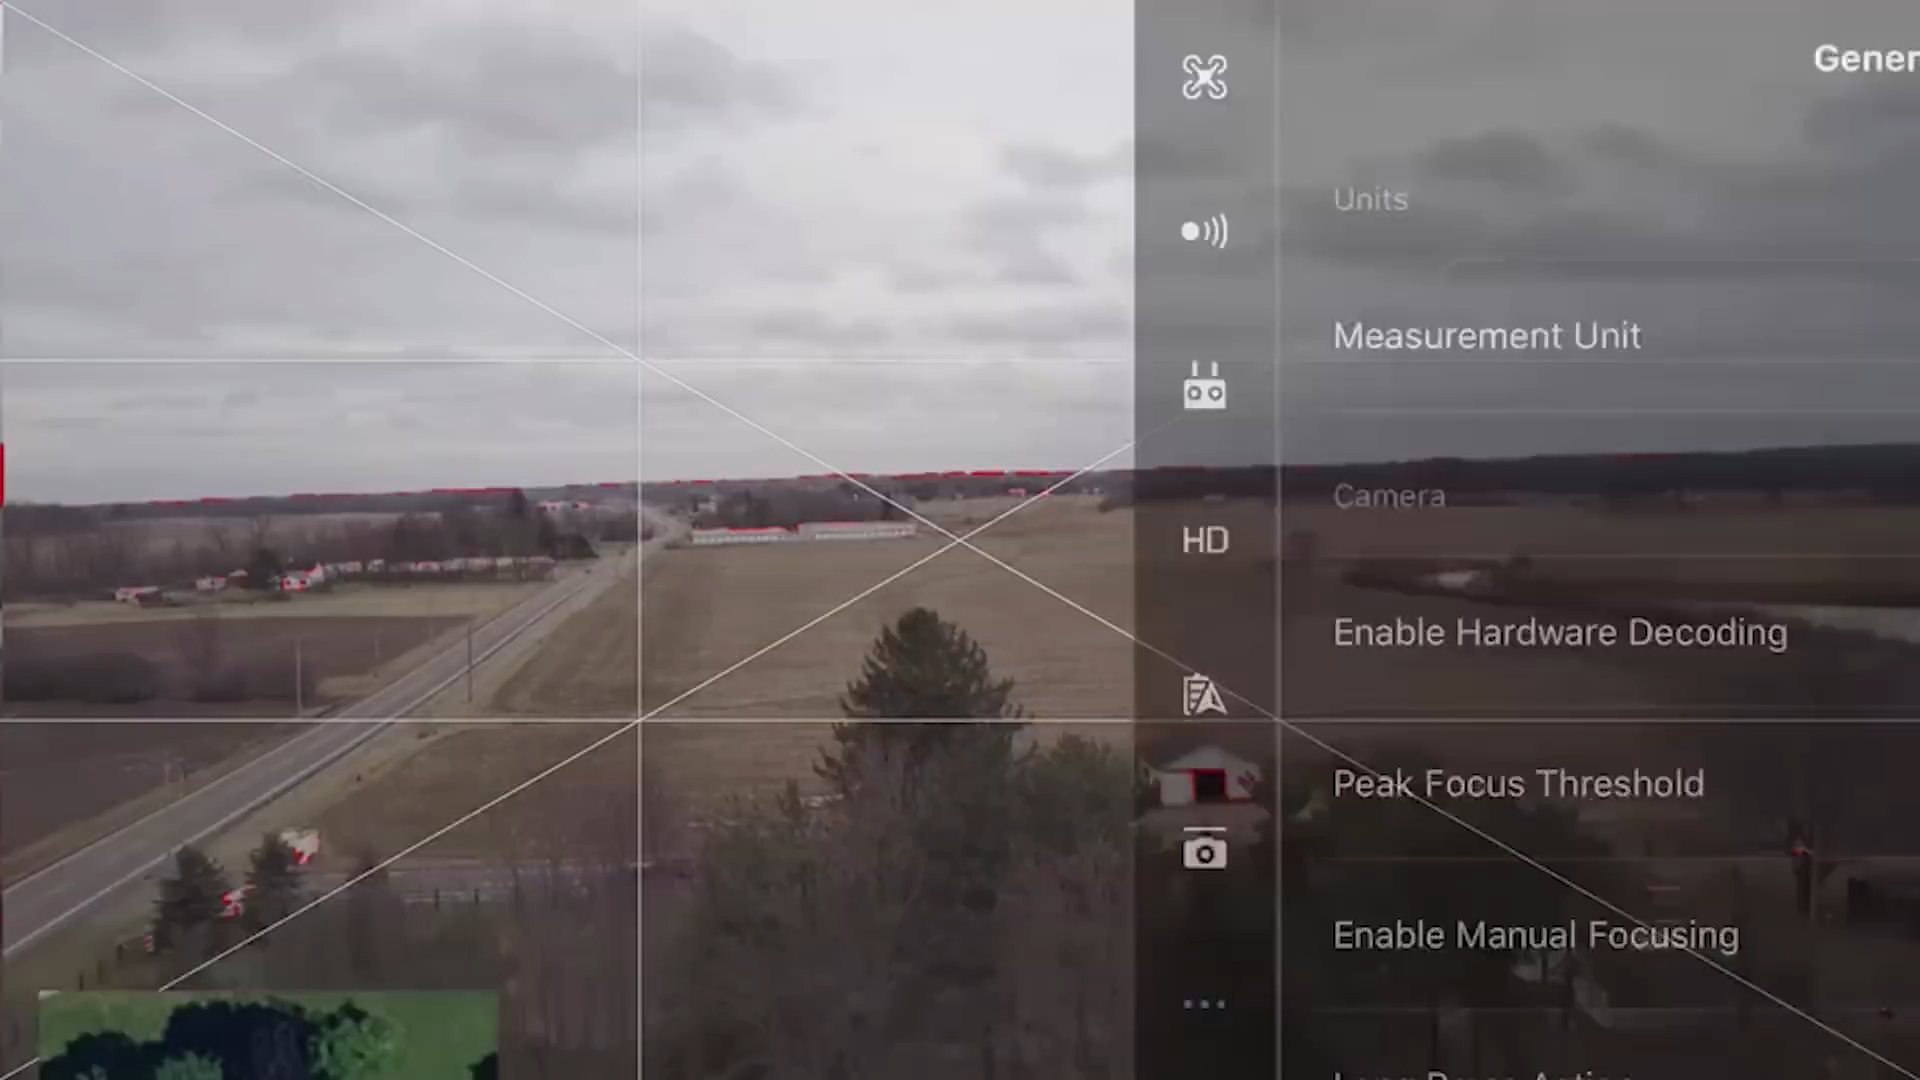 Gener
Units
Measurement Unit
Camera
HD
Enable Hardware Decoding
Peak Focus Threshold
Enable Manual Focusing